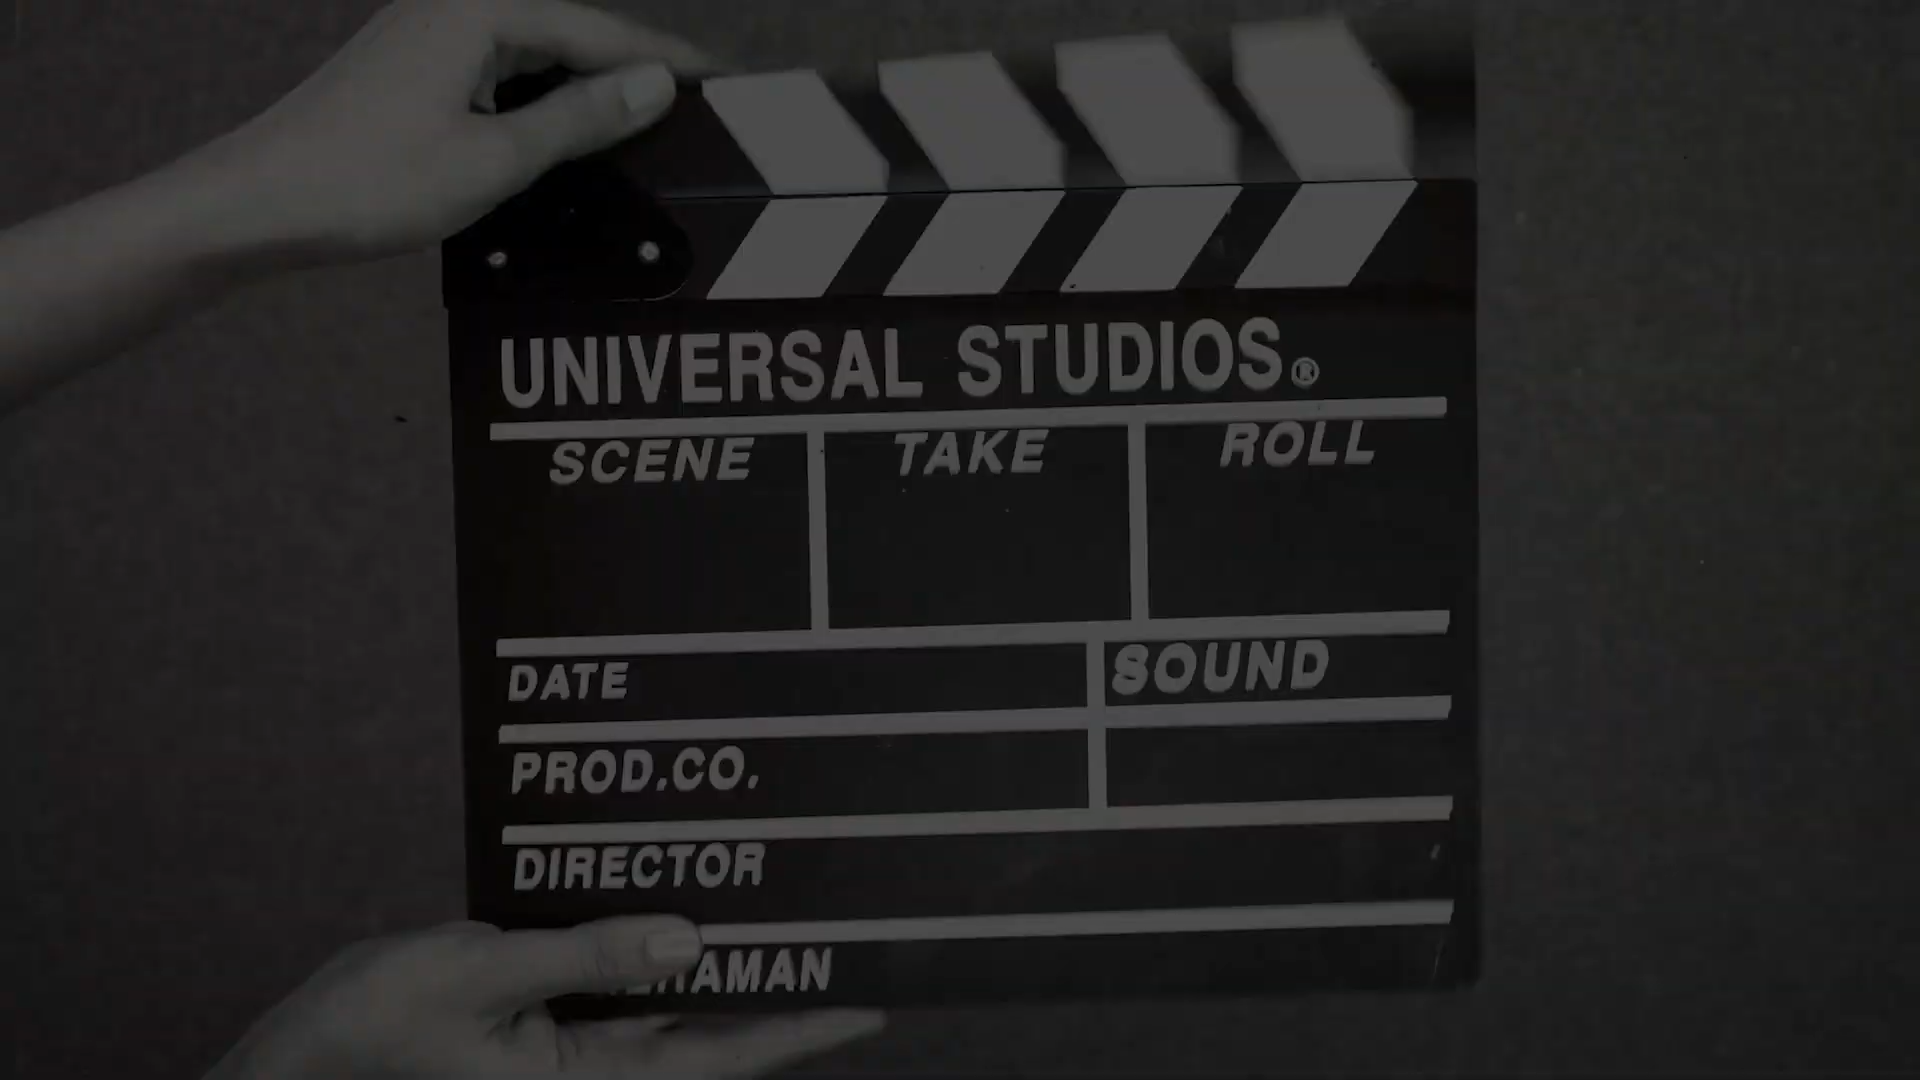 UNIVERSAL STUDIOS®
SCENE TAKE ROLL
DATE SOUND
PROD.CO.
DIRECTOR